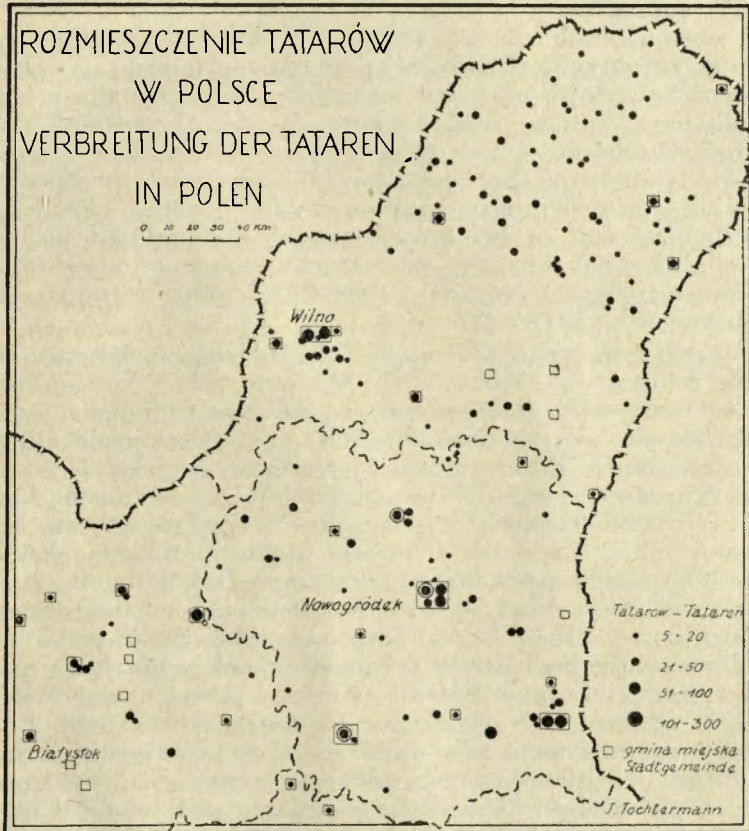 ROZMIESZCZENIE TATARÓW
W POLSCE
VERBREITUNG DER TATAREN
IN POLEN
0 10 20 30 40 KM
Wilno
Nowogródek
Białystok
Tatarow - Tataren
5-20
21-50
51-100
101-300
gmina miejska
Stadtgemeinde
J. Tochtermann